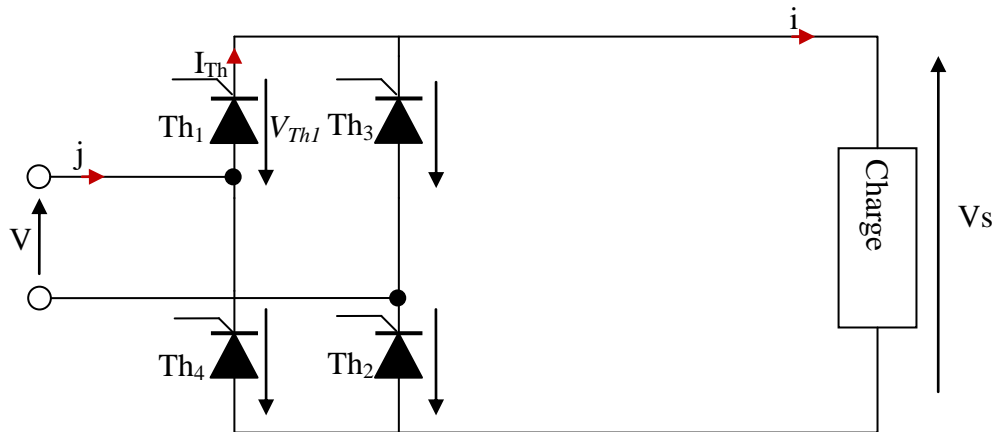 i
I_Th
Th₁
V_Th1
Th₃
j
V
Charge
Vs
Th₄
Th₂